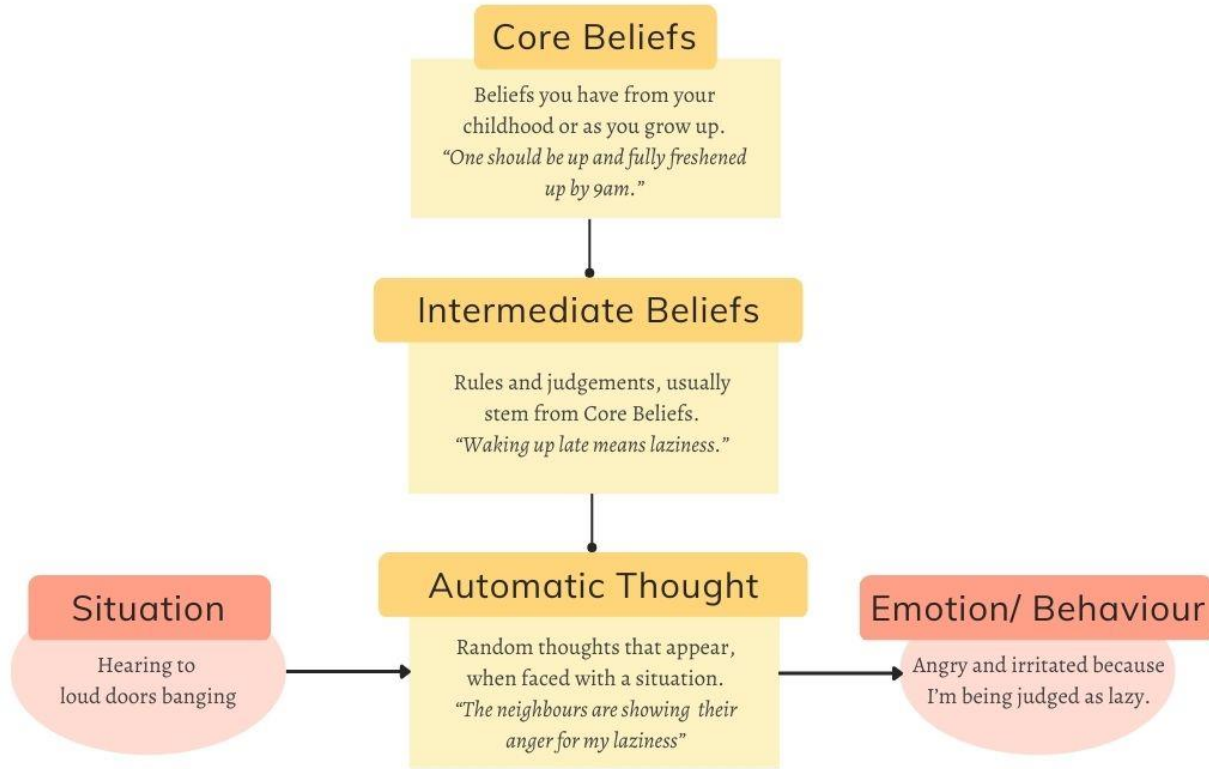 Core Beliefs
Beliefs you have from your
childhood or as you grow up.
“One should be up and fully freshened
up by 9am.”
Intermediate Beliefs
Rules and judgements, usually
stem from Core Beliefs.
“Waking up late means laziness.”
Situation
Hearing to
loud doors banging
Automatic Thought
Random thoughts that appear,
when faced with a situation.
“The neighbours are showing their
anger for my laziness”
Emotion/ Behaviour
Angry and irritated because
I’m being judged as lazy.